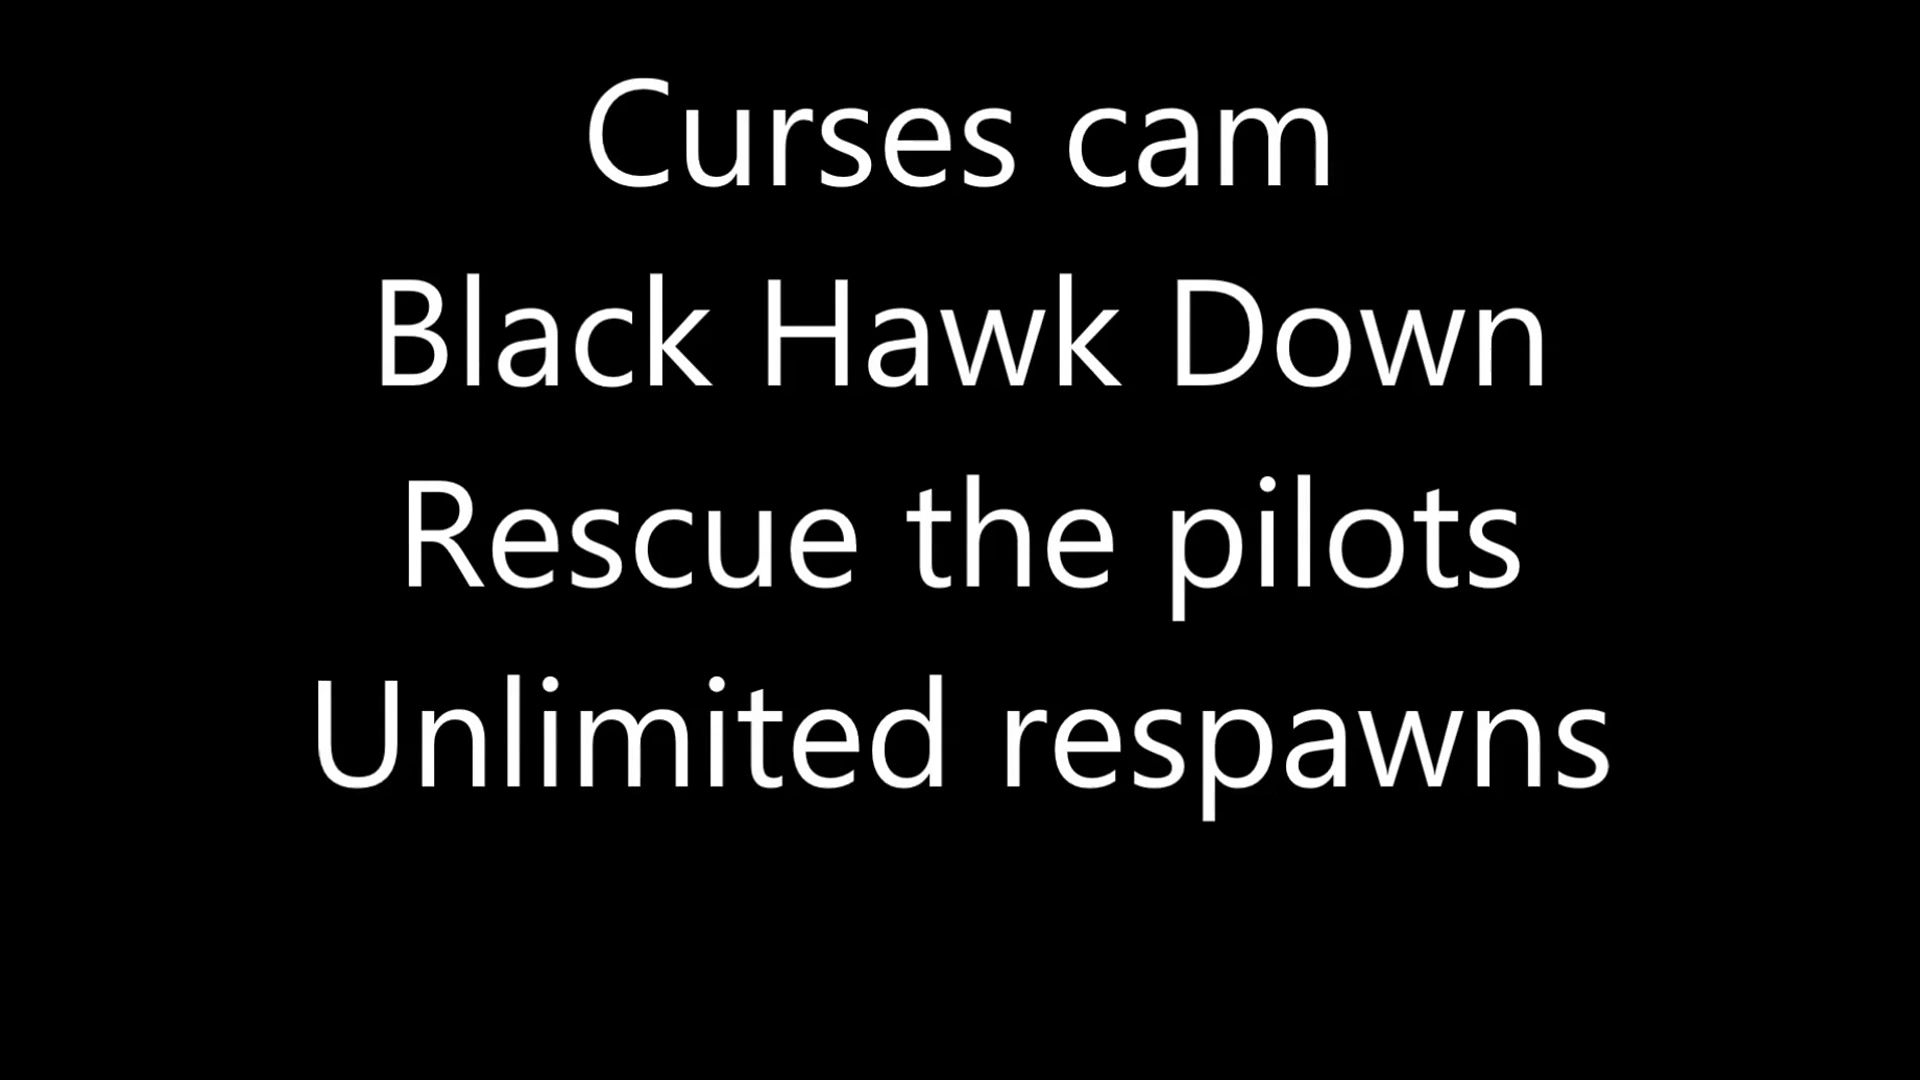 Curses cam
Black Hawk Down
Rescue the pilots
Unlimited respawns